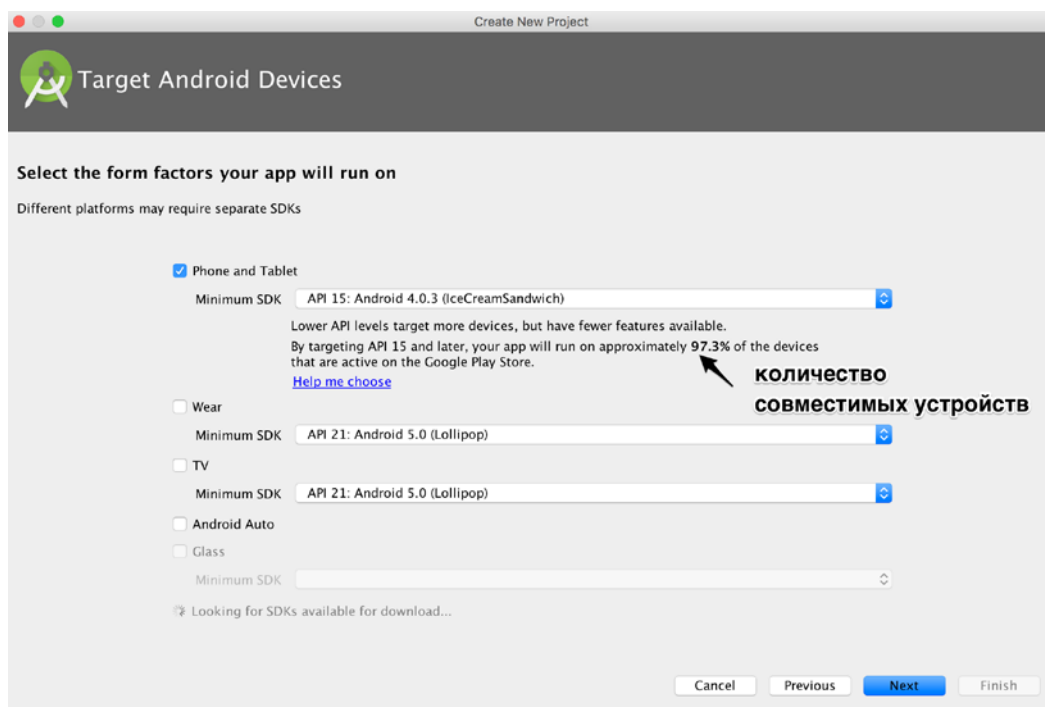 Create New Project
Target Android Devices
Select the form factors your app will run on
Different platforms may require separate SDKs
Phone and Tablet
Minimum SDK API 15: Android 4.0.3 (IceCreamSandwich)
Lower API levels target more devices, but have fewer features available.
By targeting API 15 and later, your app will run on approximately 97.3% of the devices
that are active on the Google Play Store.
Help me choose
количество
совместимых устройств
Wear
Minimum SDK API 21: Android 5.0 (Lollipop)
TV
Minimum SDK API 21: Android 5.0 (Lollipop)
Android Auto
Glass
Minimum SDK
Looking for SDKs available for download...
Cancel Previous Next Finish